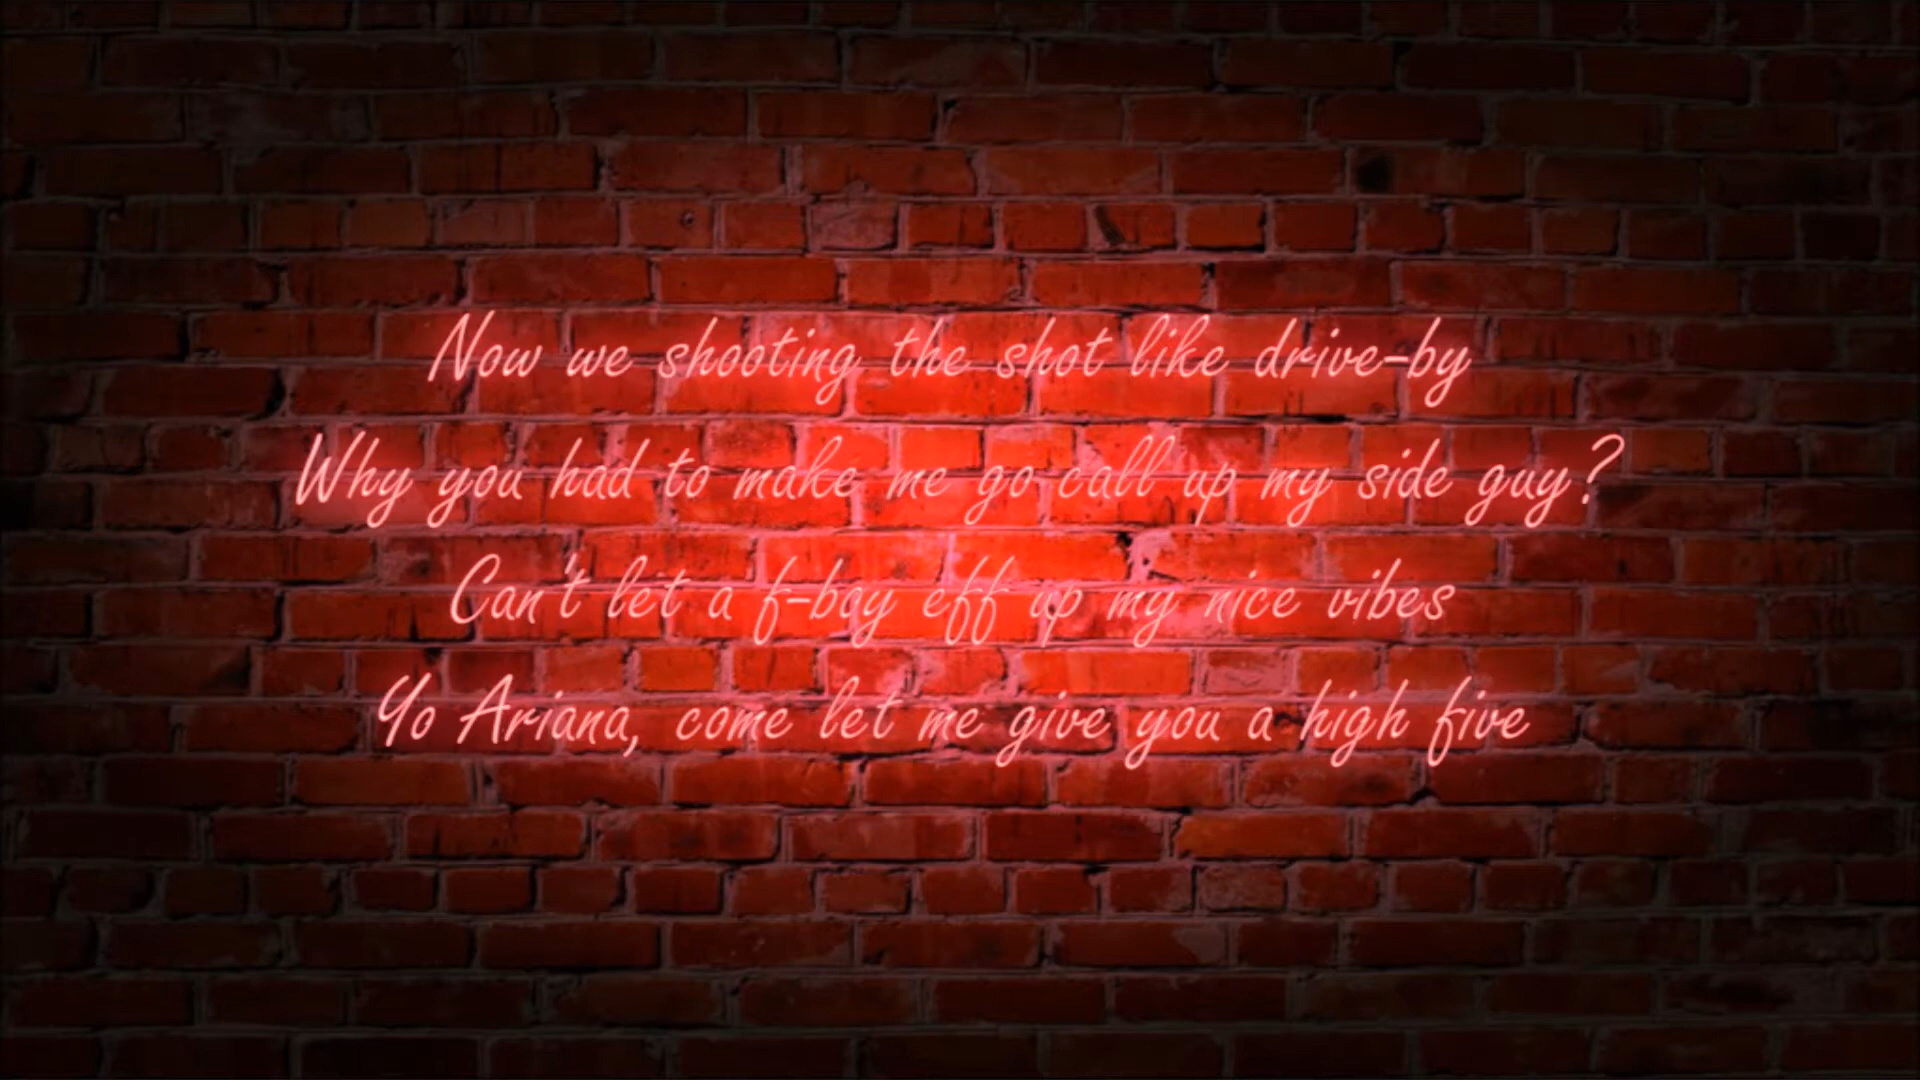 Now we shooting the shot like drive-by
Why you had to make me go call up my side guy?
Can't let a f-boy eff up my nice vibes
Yo Ariana, come let me give you a high five